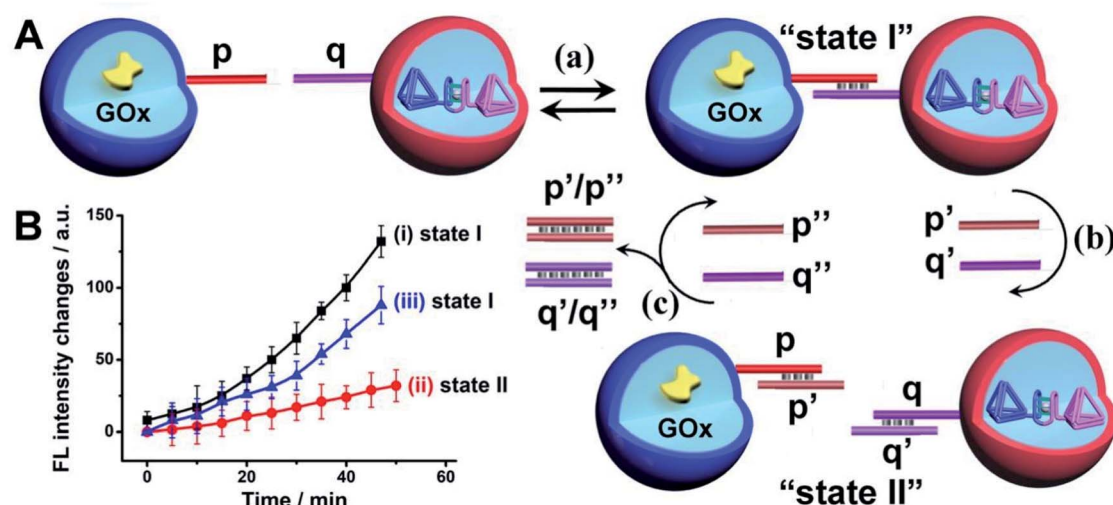 A
p
q
(a)
"state I"
GOx
GOx
p’/p’’
p’’
p’
(b)
q’’
q’
q’/q’’
(c)
B
FL intensity changes / a.u.
150
100
50
0
(i) state I
(iii) state I
(ii) state II
0
20
40
60
Time / min
p
p’
q
q’
GOx
"state II"